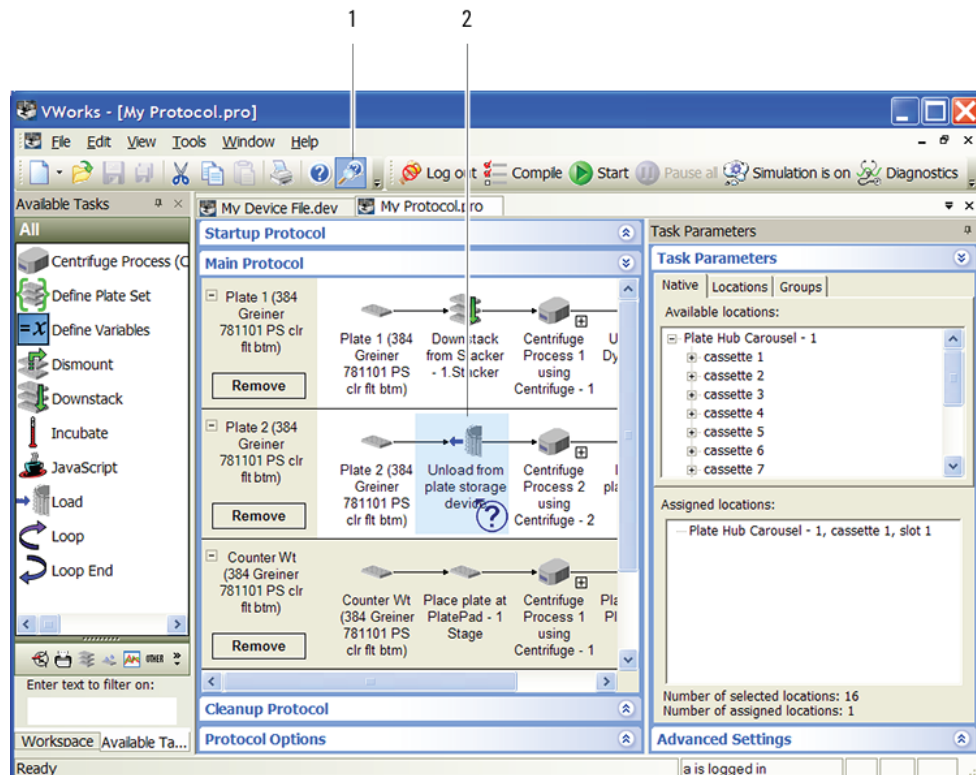 1 2
VWorks - [My Protocol.pro]
File Edit View Tools Window Help
Log out Compile Start Pause all Simulation is on Diagnostics
Available Tasks
All
Centrifuge Process (C
Define Plate Set
=x Define Variables
Dismount
Downstack
Incubate
JavaScript
Load
Loop
Loop End
OTHER
Enter text to filter on:
Workspace Available Ta...
My Device File.dev My Protocol.pro
Startup Protocol
Main Protocol
Plate 1 (384
Greiner
781101 PS clr
flt btm)
Remove
Plate 1 (384
Greiner
781101 PS
clr flt btm)
Downstack
from Stacker
- 1.Stacker
Centrifuge
Process 1
using
Centrifuge - 1
U
Dy
Plate 2 (384
Greiner
781101 PS clr
flt btm)
Remove
Plate 2 (384
Greiner
781101 PS
clr flt btm)
Unload from
plate storage
device
?
Centrifuge
Process 2
using
Centrifuge - 2
pla
Counter Wt
(384 Greiner
781101 PS clr
flt btm)
Remove
Counter Wt
(384 Greiner
781101 PS
clr flt btm)
Place plate at
PlatePad - 1
Stage
Centrifuge
Process 1
using
Centrifuge - 1
Pla
Pl
Cleanup Protocol
Protocol Options
Task Parameters
Task Parameters
Native Locations Groups
Available locations:
Plate Hub Carousel - 1
cassette 1
cassette 2
cassette 3
cassette 4
cassette 5
cassette 6
cassette 7
Assigned locations:
Plate Hub Carousel - 1, cassette 1, slot 1
Number of selected locations: 16
Number of assigned locations: 1
Advanced Settings
Ready
a is logged in